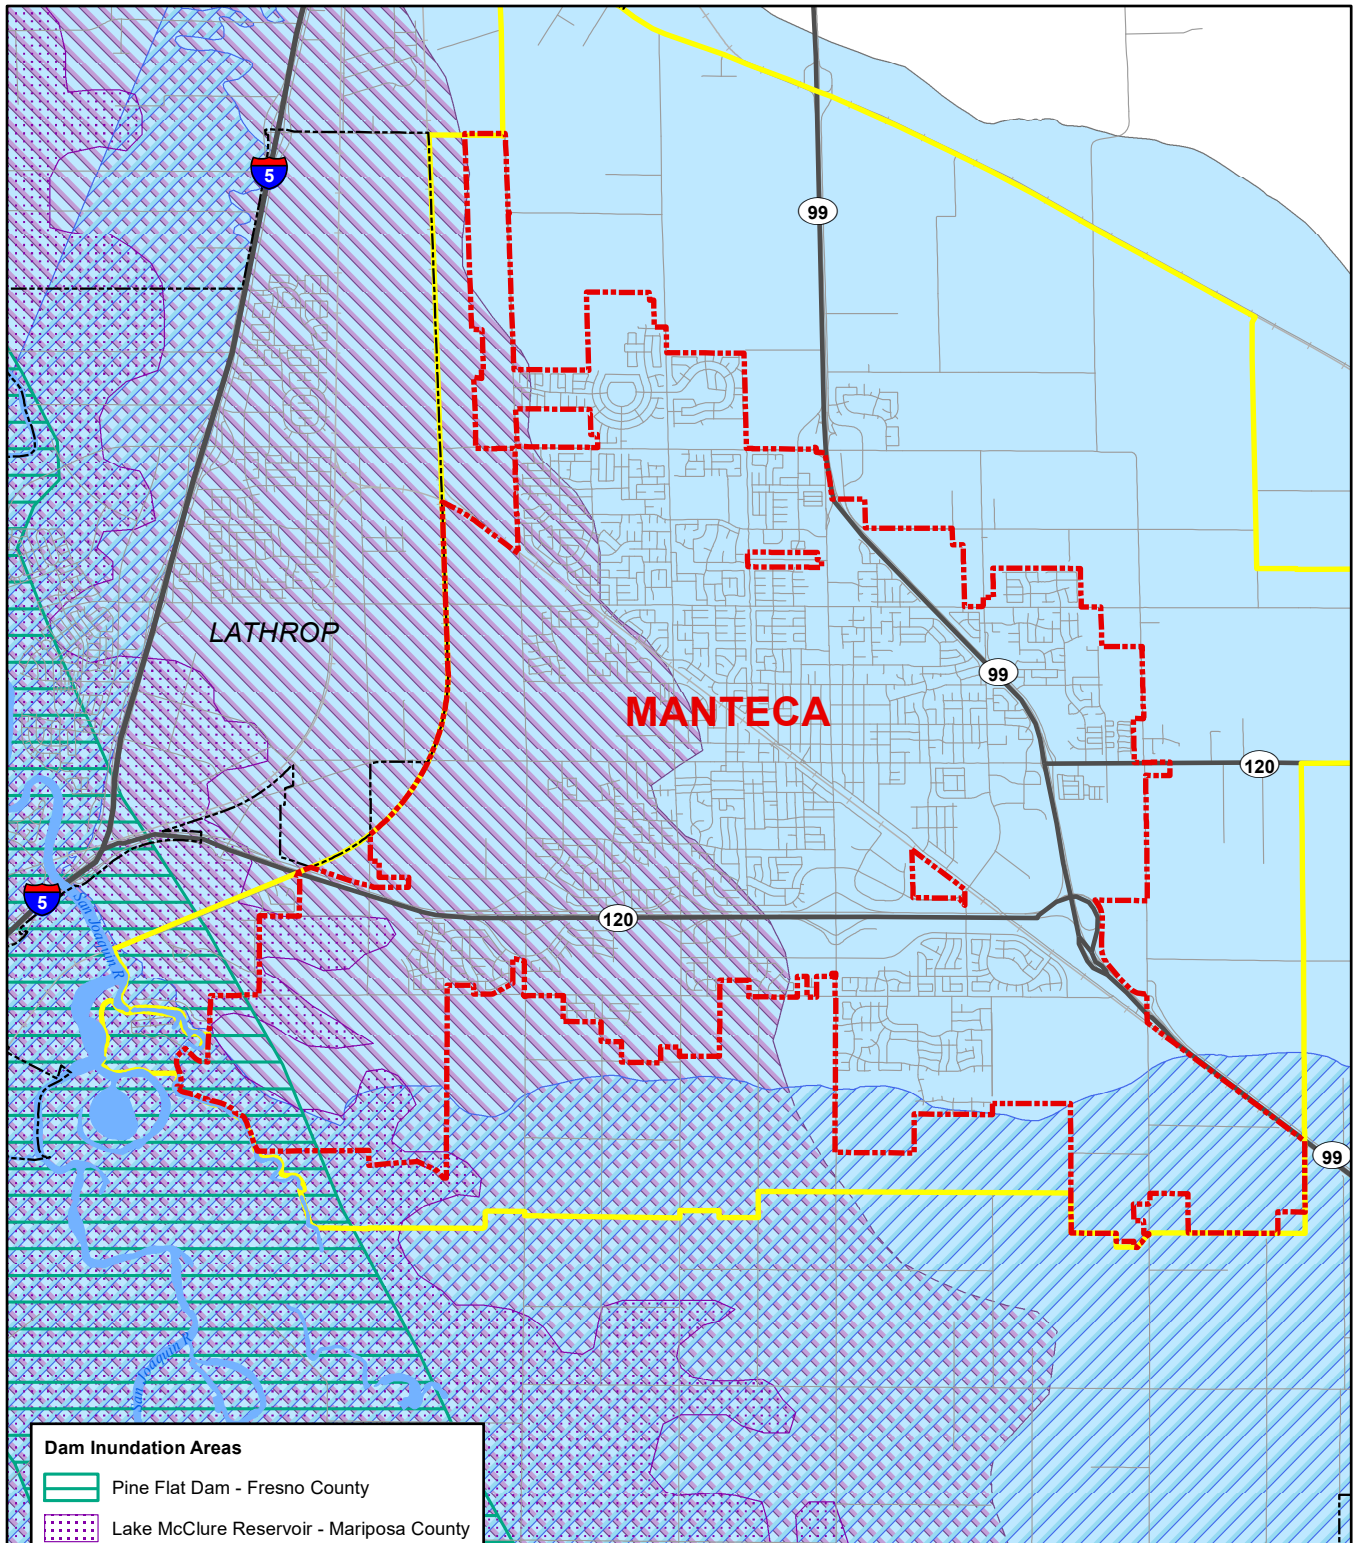 5
99
LATHROP
MANTECA
99
120
5
120
San Joaquin R
99
San Joaquin R
Dam Inundation Areas
Pine Flat Dam - Fresno County
Lake McClure Reservoir - Mariposa County